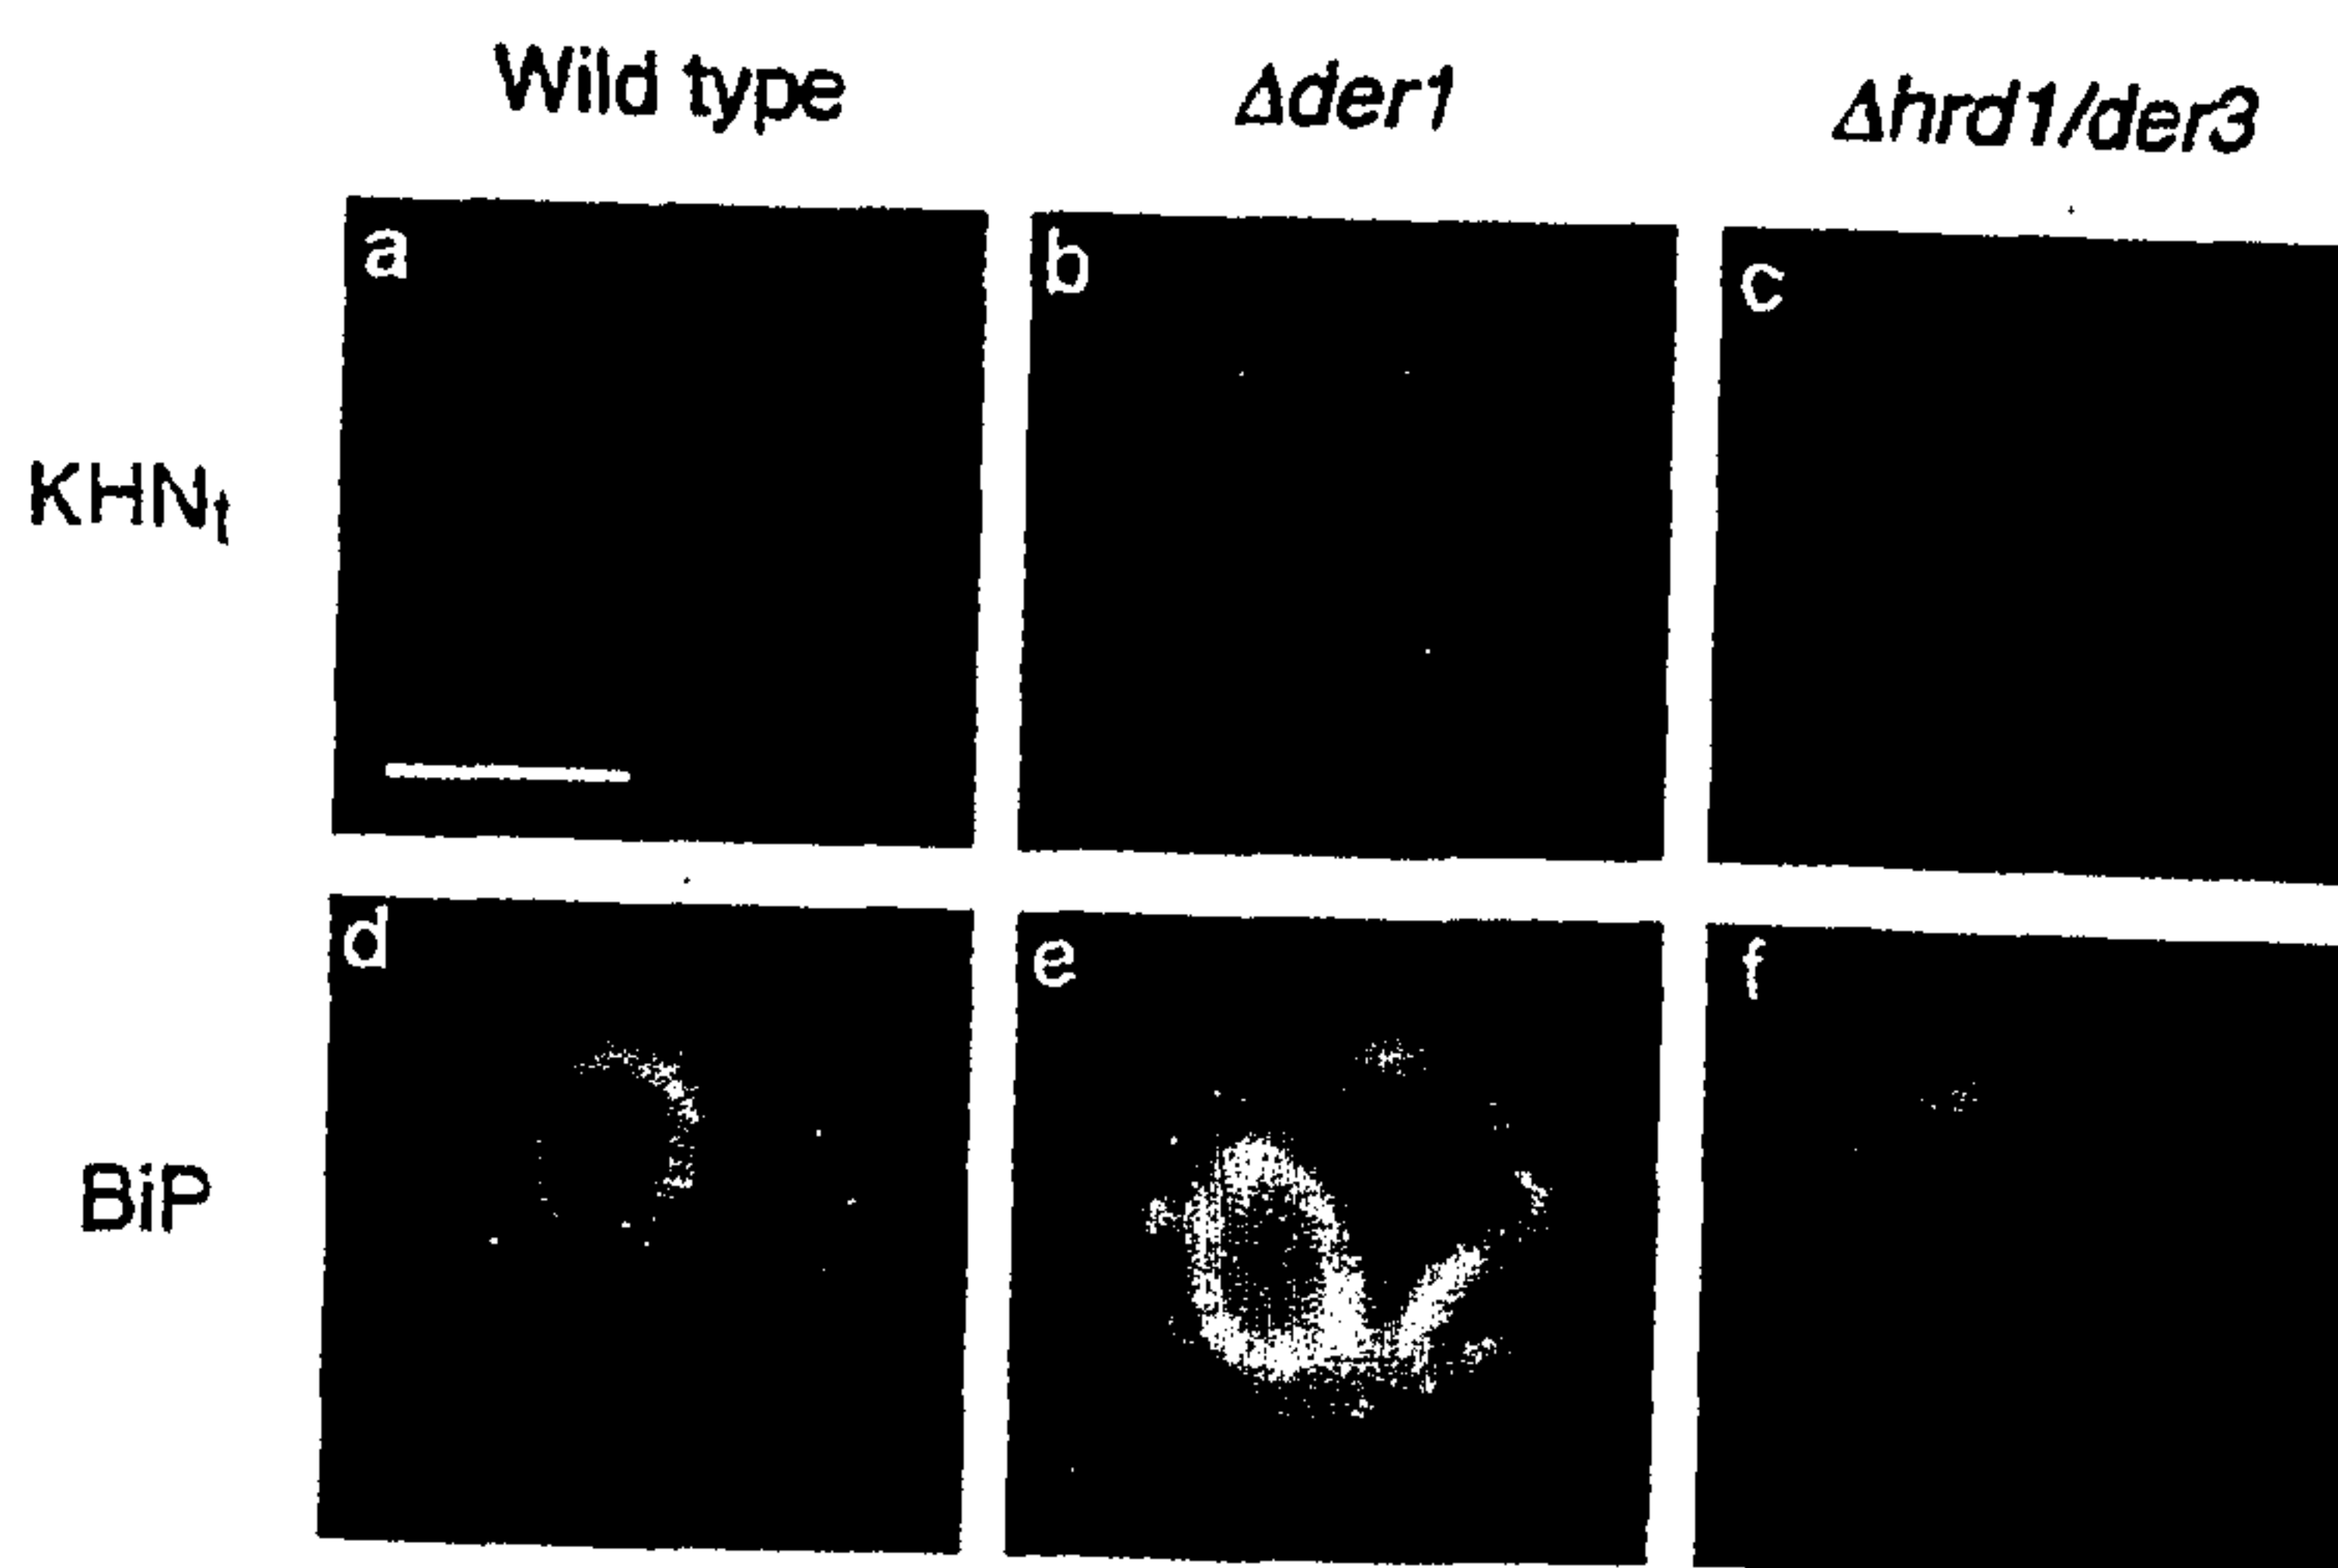 Wild type Δder1 Δhrd1/der3
a b c
KHNt
d e f
BiP